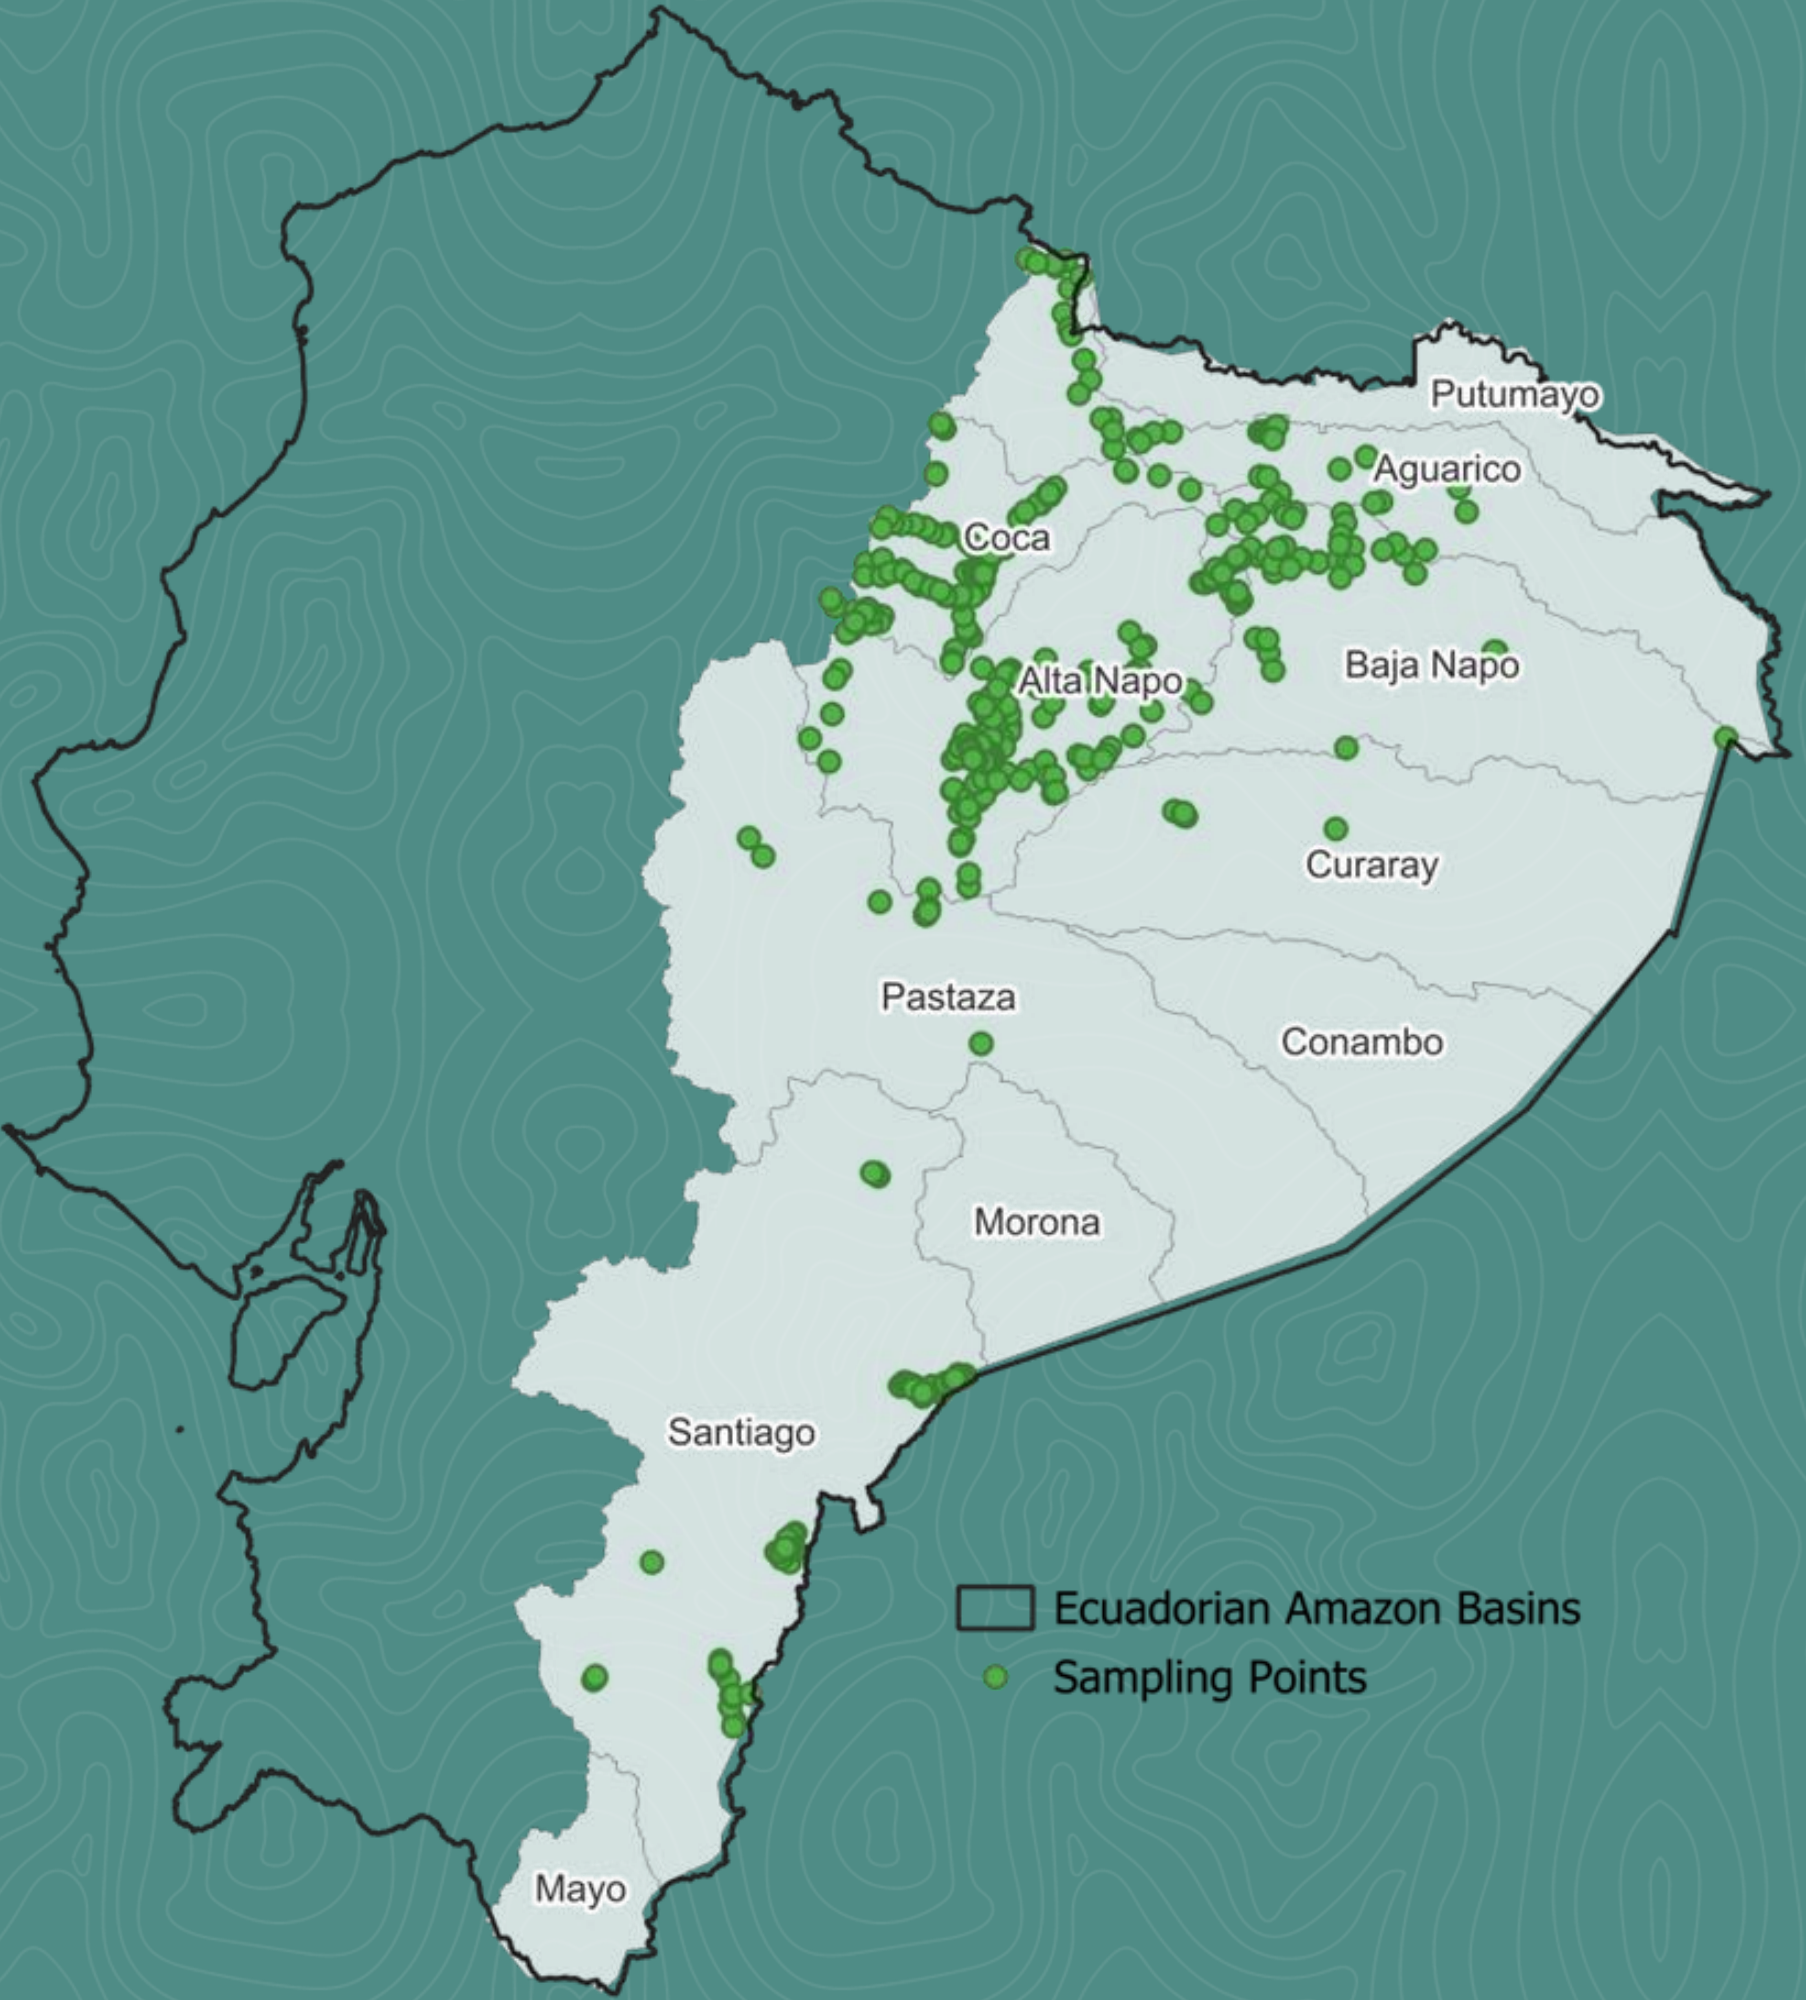 Putumayo
Aguarico
Coca
Baja Napo
Alta Napo
Curaray
Pastaza
Conambo
Morona
Santiago
Ecuadorian Amazon Basins
Sampling Points
Mayo